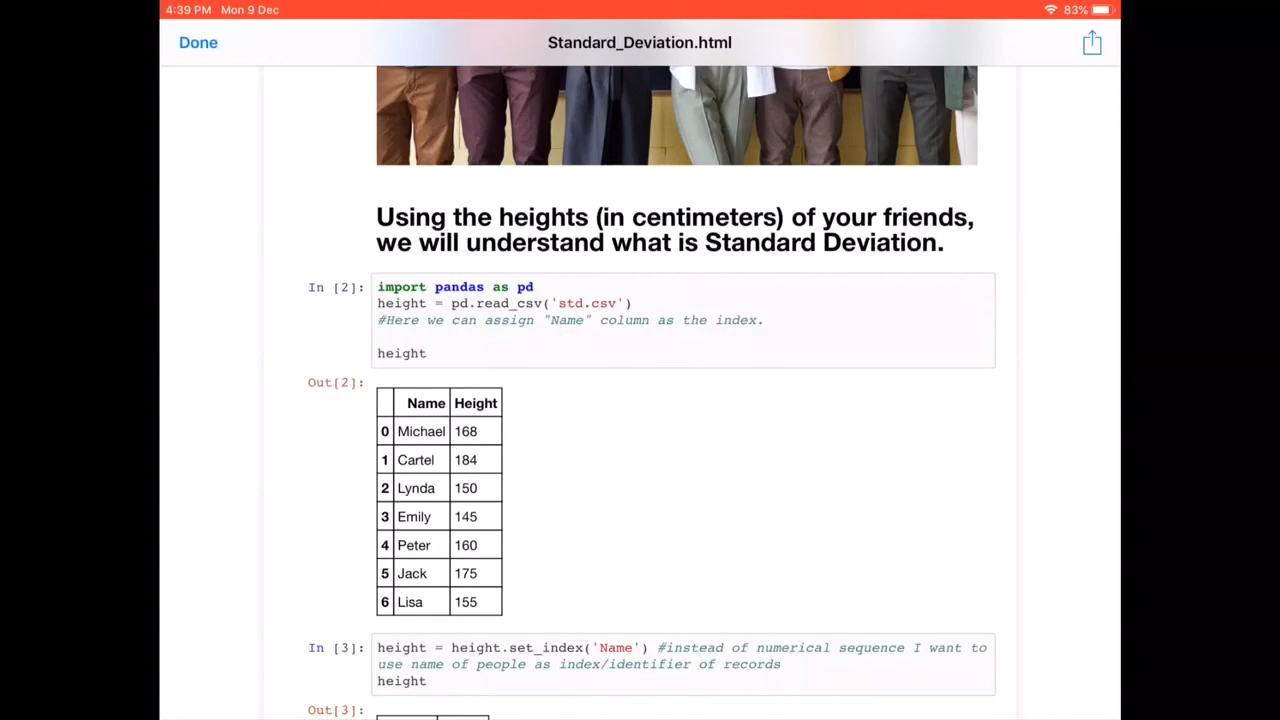 4:39 PM Mon 9 Dec 83%
Done Standard_Deviation.html
Using the heights (in centimeters) of your friends,
we will understand what is Standard Deviation.
In [2]: import pandas as pd
height = pd.read_csv('std.csv')
#Here we can assign "Name" column as the index.
height
Out[2]:
Name Height
0 Michael 168
1 Cartel 184
2 Lynda 150
3 Emily 145
4 Peter 160
5 Jack 175
6 Lisa 155
In [3]: height = height.set_index('Name') #instead of numerical sequence I want to
use name of people as index/identifier of records
height
Out[3]: